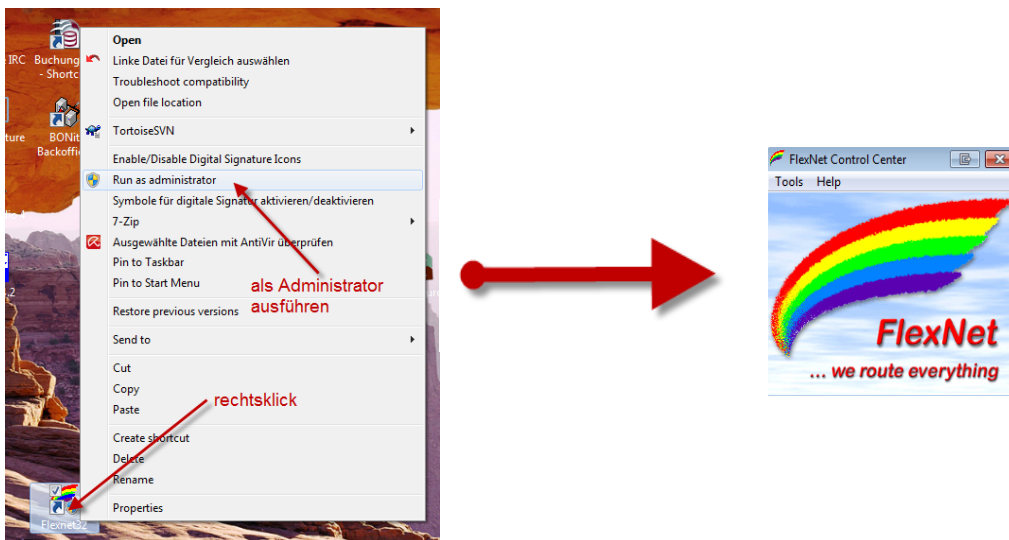 IRC
Buchung
- Shortc
ture
BONit
Backoffi
_2
Flexnet32
Open
Linke Datei für Vergleich auswählen
Troubleshoot compatibility
Open file location
TortoiseSVN
Enable/Disable Digital Signature Icons
Run as administrator
Symbole für digitale Signatur aktivieren/deaktivieren
7-Zip
Ausgewählte Dateien mit AntiVir überprüfen
Pin to Taskbar
Pin to Start Menu
Restore previous versions
Send to
Cut
Copy
Paste
Create shortcut
Delete
Rename
Properties
als Administrator
ausführen
rechtsklick
FlexNet Control Center
Tools Help
FlexNet
... we route everything